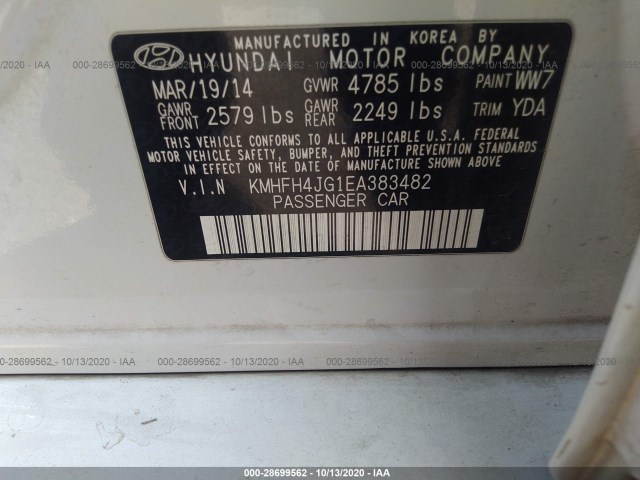 MANUFACTURED IN KOREA BY
HYUNDAI MOTOR COMPANY
MAR/19/14 GVWR 4785 lbs PAINT WW7
GAWR FRONT 2579 lbs GAWR REAR 2249 lbs TRIM YDA
THIS VEHICLE CONFORMS TO ALL APPLICABLE U.S.A. FEDERAL
MOTOR VEHICLE SAFETY, BUMPER, AND THEFT PREVENTION STANDARDS
IN EFFECT ON THE DATE OF MANUFACTURE SHOWN ABOVE
V.I.N KMHFH4JG1EA383482
PASSENGER CAR
000-28699562 - 10/13/2020 - IAA